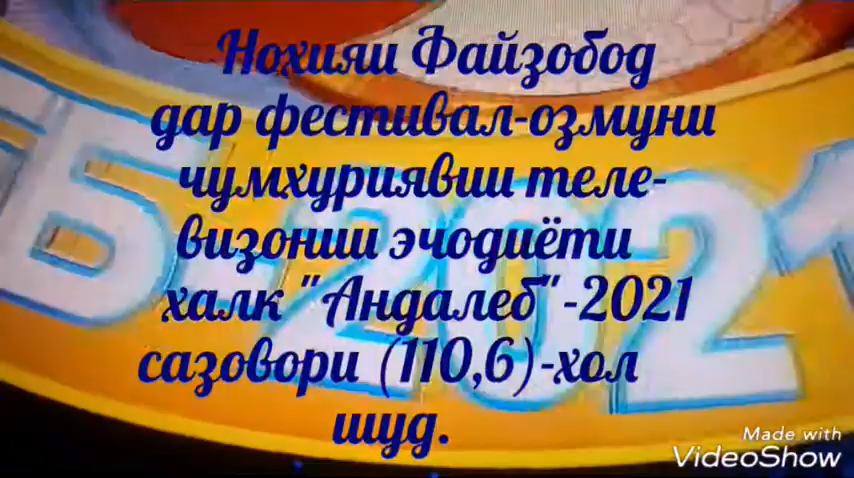 Нохияи Файзобод
дар фестивал-озмуни
чумхуриявии теле-
визонии эчодиёти
халк "Андалеб"-2021
сазовори (110,6)-хол
шуд.
Б-2021
Made with
VideoShow